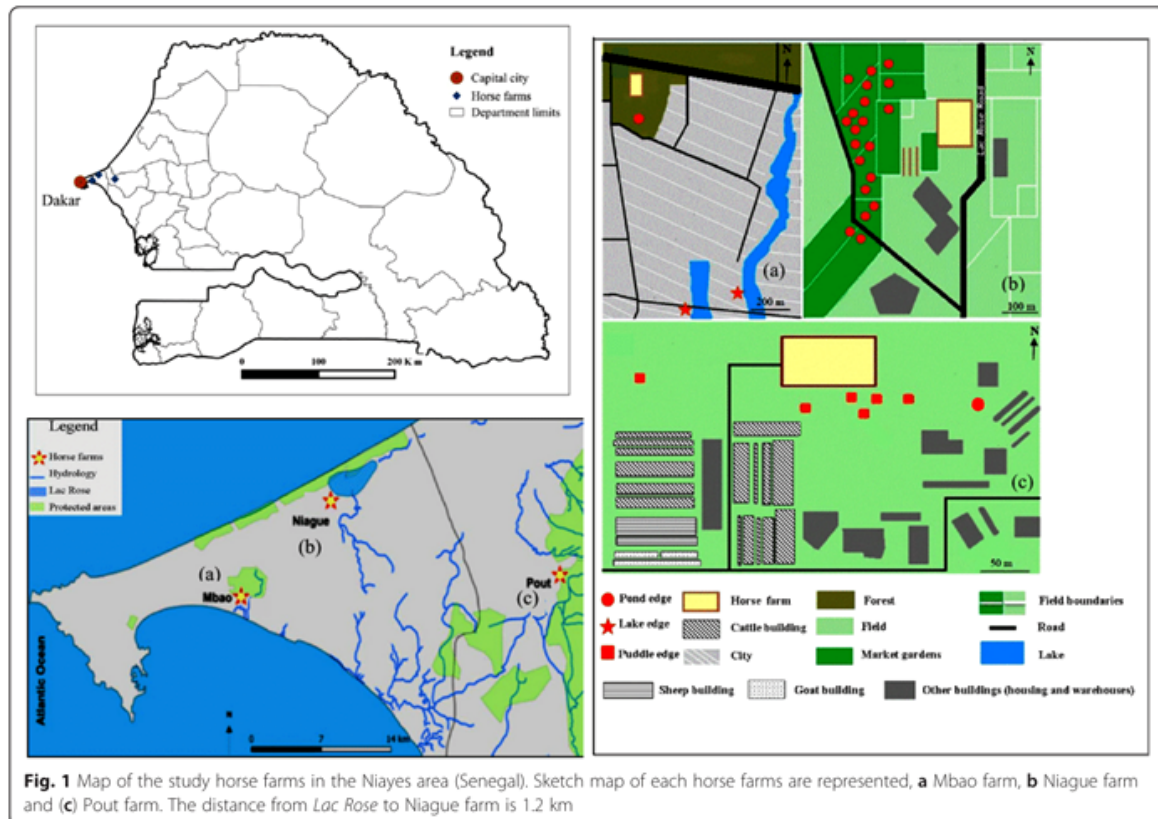 Legend
Capital city
Horse farms
Department limits
Dakar
0 100 200 K m
Legend
Horse farms
Hydrology
Lac Rose
Protected areas
Niague
(b)
(a)
Mbao
Pout
(c)
Atlantic Ocean
N
0 7 14 km
N
(a)
200 m
N
Lac Rose Road
(b)
100 m
N
(c)
50 m
Pond edge Horse farm Forest Field boundaries
Lake edge Cattle building Field Road
Puddle edge City Market gardens Lake
Sheep building Goat building Other buildings (housing and warehouses)
Fig. 1 Map of the study horse farms in the Niayes area (Senegal). Sketch map of each horse farms are represented, a Mbao farm, b Niague farm
and (c) Pout farm. The distance from Lac Rose to Niague farm is 1.2 km